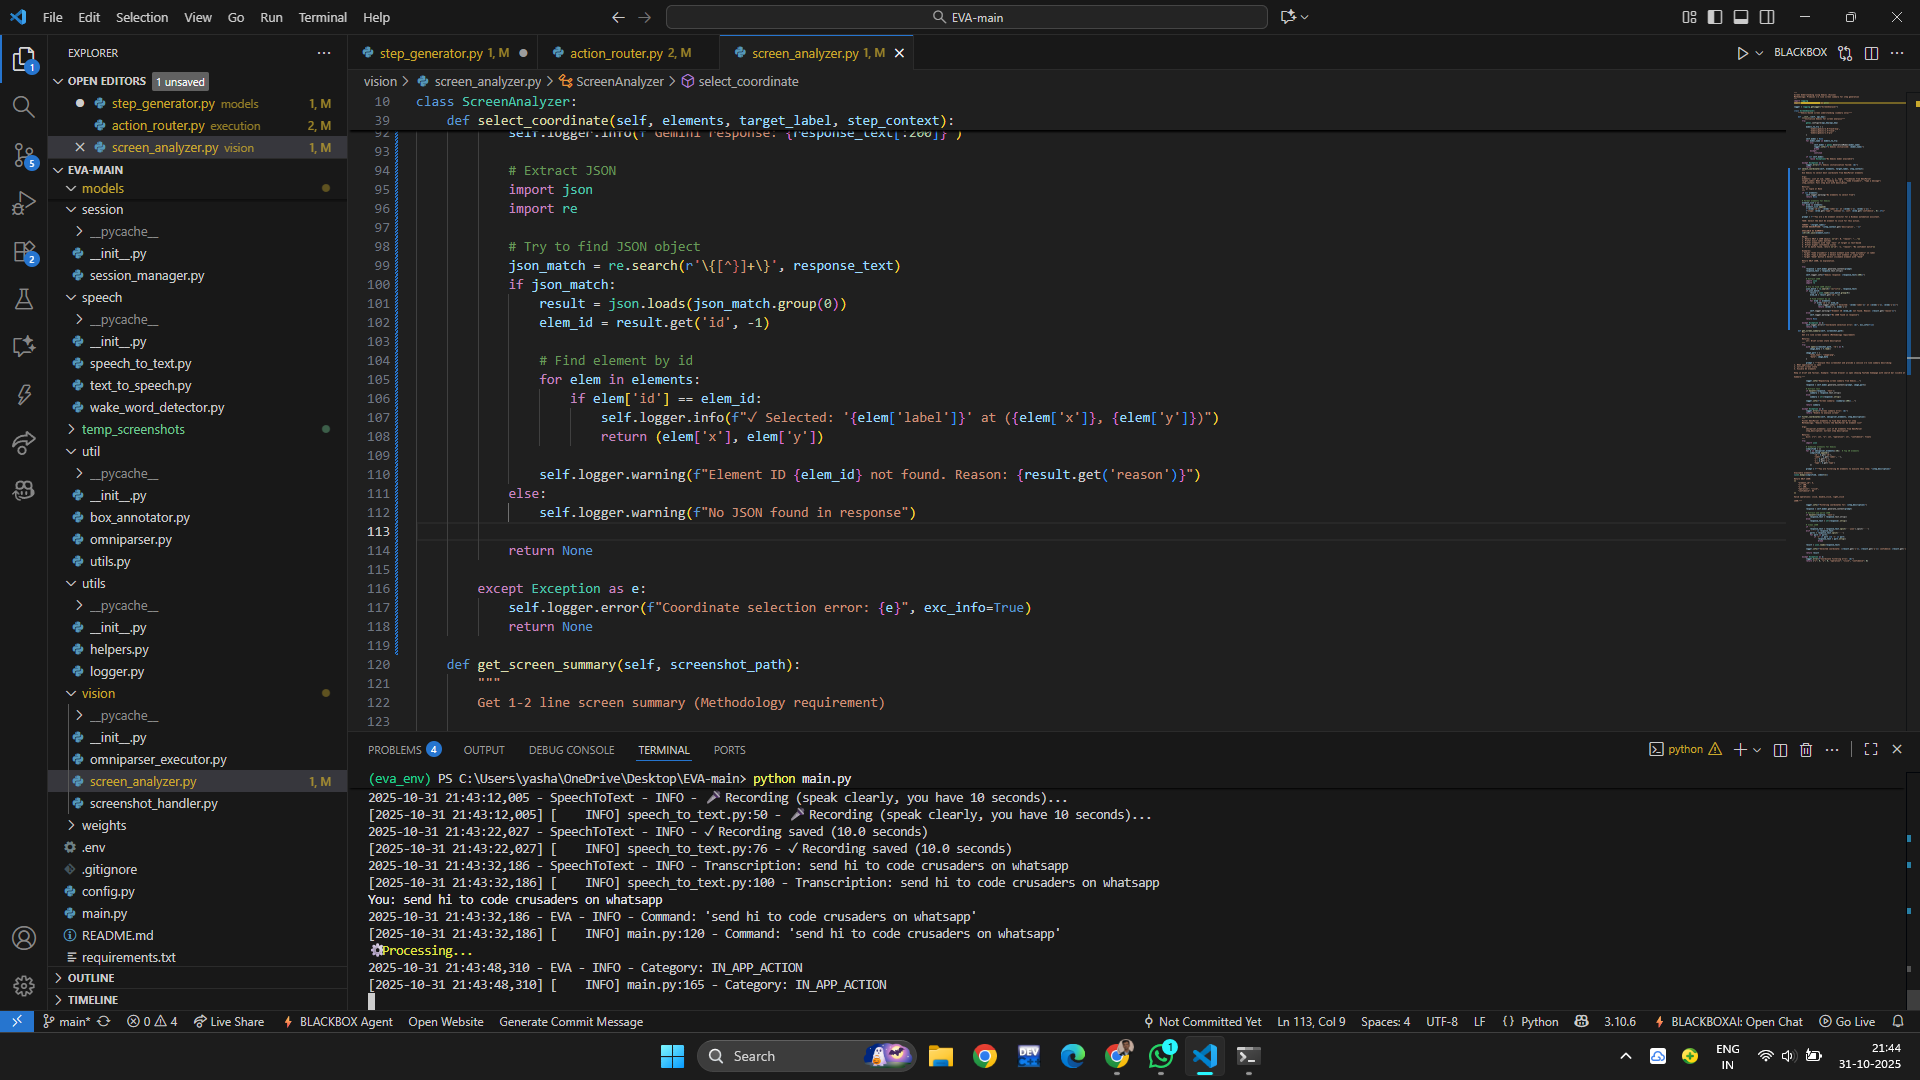 File Edit Selection View Go Run Terminal Help
EVA-main
EXPLORER
OPEN EDITORS 1 unsaved
step_generator.py models 1, M
action_router.py execution 2, M
screen_analyzer.py vision 1, M
EVA-MAIN
models
session
__pycache__
__init__.py
session_manager.py
speech
__pycache__
__init__.py
speech_to_text.py
text_to_speech.py
wake_word_detector.py
temp_screenshots
util
__pycache__
__init__.py
box_annotator.py
omniparser.py
utils.py
utils
__pycache__
__init__.py
helpers.py
logger.py
vision
__pycache__
__init__.py
omniparser_executor.py
screen_analyzer.py 1, M
screenshot_handler.py
weights
.env
.gitignore
config.py
main.py
README.md
requirements.txt
OUTLINE
TIMELINE
1
5
2
step_generator.py 1, M
action_router.py 2, M
screen_analyzer.py 1, M
BLACKBOX
vision > screen_analyzer.py > ScreenAnalyzer > select_coordinate
10 class ScreenAnalyzer:
39 def select_coordinate(self, elements, target_label, step_context):
92 self.logger.info(f"Gemini response: {response_text[:200]}")
93
94 # Extract JSON
95 import json
96 import re
97
98 # Try to find JSON object
99 json_match = re.search(r'\{[^}]+\}', response_text)
100 if json_match:
101 result = json.loads(json_match.group(0))
102 elem_id = result.get('id', -1)
103
104 # Find element by id
105 for elem in elements:
106 if elem['id'] == elem_id:
107 self.logger.info(f"✓ Selected: '{elem['label']}' at ({elem['x']}, {elem['y']})")
108 return (elem['x'], elem['y'])
109
110 self.logger.warning(f"Element ID {elem_id} not found. Reason: {result.get('reason')}")
111 else:
112 self.logger.warning(f"No JSON found in response")
113
114 return None
115
116 except Exception as e:
117 self.logger.error(f"Coordinate selection error: {e}", exc_info=True)
118 return None
119
120 def get_screen_summary(self, screenshot_path):
121 """
122 Get 1-2 line screen summary (Methodology requirement)
123
PROBLEMS 4 OUTPUT DEBUG CONSOLE TERMINAL PORTS
python
(eva_env) PS C:\Users\yasha\OneDrive\Desktop\EVA-main> python main.py
2025-10-31 21:43:12,005 - SpeechToText - INFO - 🎤 Recording (speak clearly, you have 10 seconds)...
[2025-10-31 21:43:12,005] [ INFO] speech_to_text.py:50 - 🎤 Recording (speak clearly, you have 10 seconds)...
2025-10-31 21:43:22,027 - SpeechToText - INFO - ✓ Recording saved (10.0 seconds)
[2025-10-31 21:43:22,027] [ INFO] speech_to_text.py:76 - ✓ Recording saved (10.0 seconds)
2025-10-31 21:43:32,186 - SpeechToText - INFO - Transcription: send hi to code crusaders on whatsapp
[2025-10-31 21:43:32,186] [ INFO] speech_to_text.py:100 - Transcription: send hi to code crusaders on whatsapp
You: send hi to code crusaders on whatsapp
2025-10-31 21:43:32,186 - EVA - INFO - Command: 'send hi to code crusaders on whatsapp'
[2025-10-31 21:43:32,186] [ INFO] main.py:120 - Command: 'send hi to code crusaders on whatsapp'
⚙Processing...
2025-10-31 21:43:48,310 - EVA - INFO - Category: IN_APP_ACTION
[2025-10-31 21:43:48,310] [ INFO] main.py:165 - Category: IN_APP_ACTION
main* 0 4 Live Share BLACKBOX Agent Open Website Generate Commit Message
Not Committed Yet Ln 113, Col 9 Spaces: 4 UTF-8 LF {} Python 3.10.6 BLACKBOXAI: Open Chat Go Live
Search
DEV
1
ENG
IN
21:44
31-10-2025